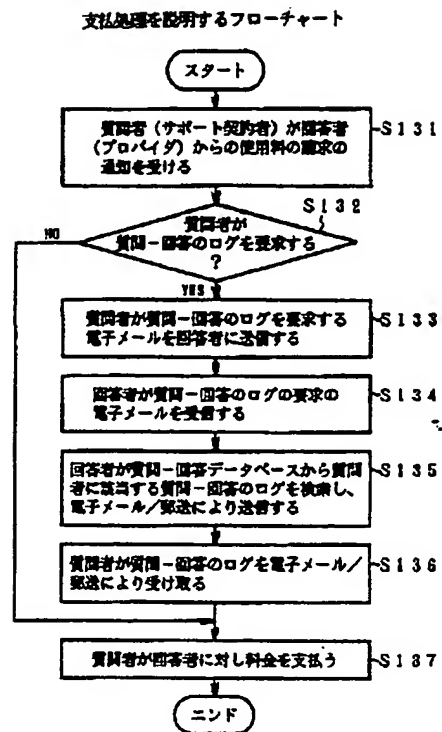 支払処理を説明するフローチャート
スタート
質問者(サポート契約者)が回答者
(プロバイダ)からの使用料の請求の
通知を受ける
S131
S132
質問者が
質問-回答のログを要求する
?
NO
YES
質問者が質問-回答のログを要求する
電子メールを回答者に送信する
S133
回答者が質問-回答のログの要求の
電子メールを受信する
S134
回答者が質問-回答データベースから質問
者に該当する質問-回答のログを検索し、
電子メール/郵送により送信する
S135
質問者が質問-回答のログを電子メール/
郵送により受け取る
S136
質問者が回答者に対し料金を支払う
S137
エンド